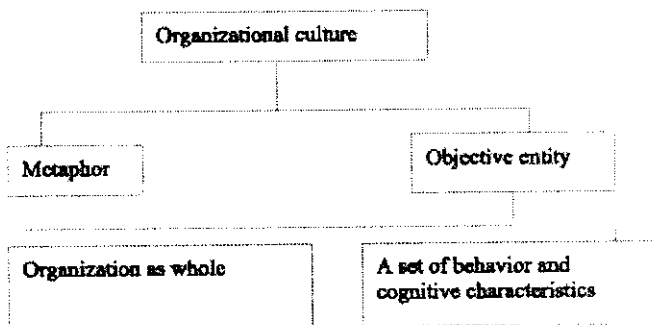 Organizational culture
Metaphor
Objective entity
Organization as whole
A set of behavior and
cognitive characteristics